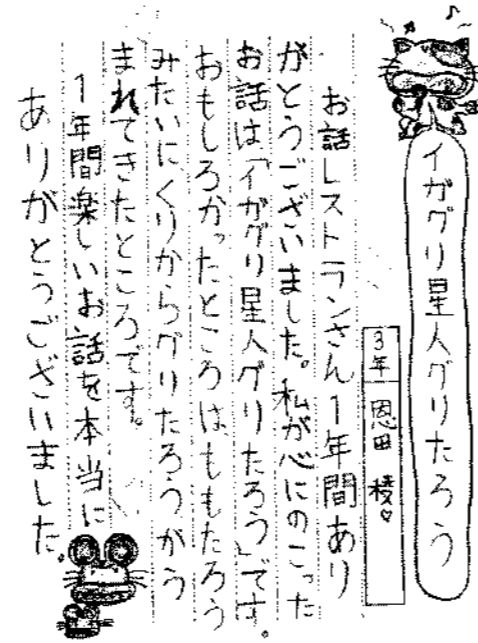 イガグリ星人グリたろう
3年 恩田 稜♡
お話レストランさん1年間あり
がとうございました。私が心にのこった
お話は「イガグリ星人グリたろう」です。
おもしろかったところは、ももたろう
みたいにくりからグリたろうがう
まれてきたところです。
1年間楽しいお話を本当に
ありがとうございました。